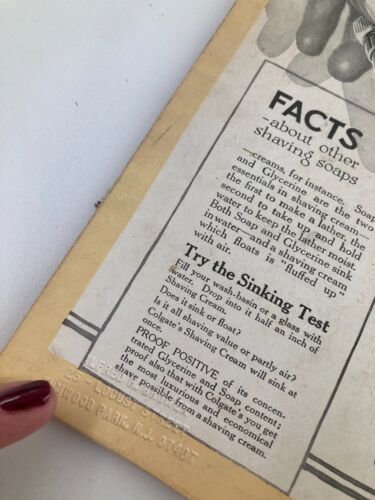 FACTS
-about other
shaving soaps
creams, for instance. Soap
and Glycerine are the two
essentials in shaving cream—
the first to make a lather, the
second to take up and hold
water to keep the lather moist.
Both Soap and Glycerine sink
in water—and a shaving cream
which floats is "fluffed up"
with air.
Try the Sinking Test
Fill your wash-basin or a glass with
water. Drop into it half an inch of
Shaving Cream.
Does it sink or float?
Is it all shaving value or partly air?
Colgate's Shaving Cream will sink at
once.
PROOF POSITIVE of its concen-
trated Glycerine and Soap content;
proof also that with Colgate's you get
the most luxurious and economical
shave possible from a shaving cream.
LOCUST STREET
PARK, N.J. 07407